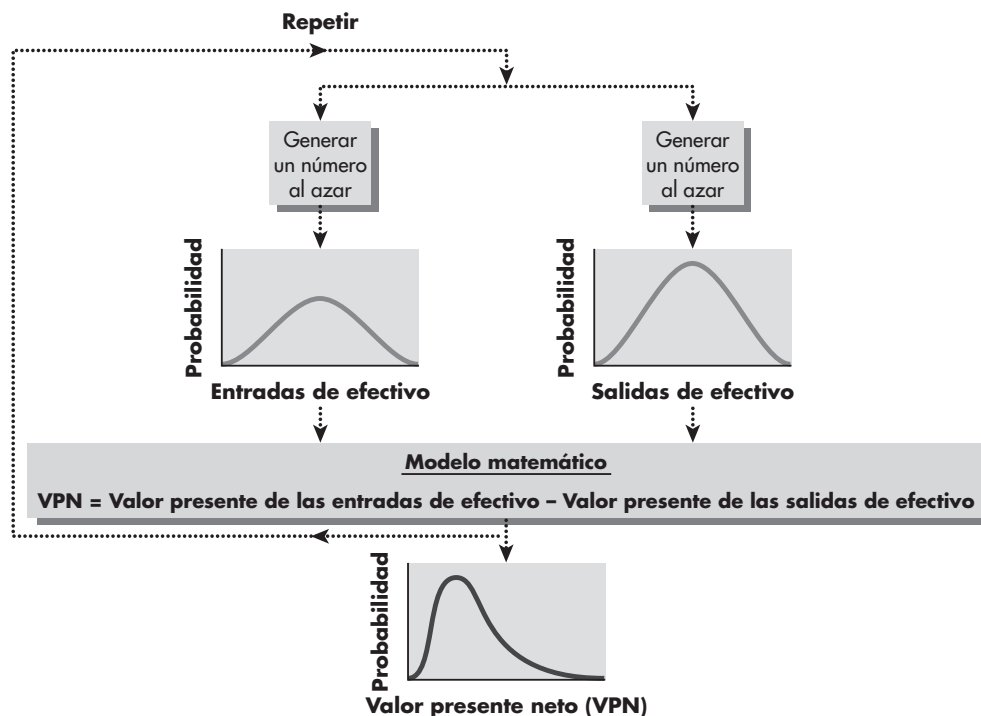 Repetir
Generar
un número
al azar
Generar
un número
al azar
Probabilidad
Entradas de efectivo
Probabilidad
Salidas de efectivo
Modelo matemático
VPN = Valor presente de las entradas de efectivo – Valor presente de las salidas de efectivo
Probabilidad
Valor presente neto (VPN)